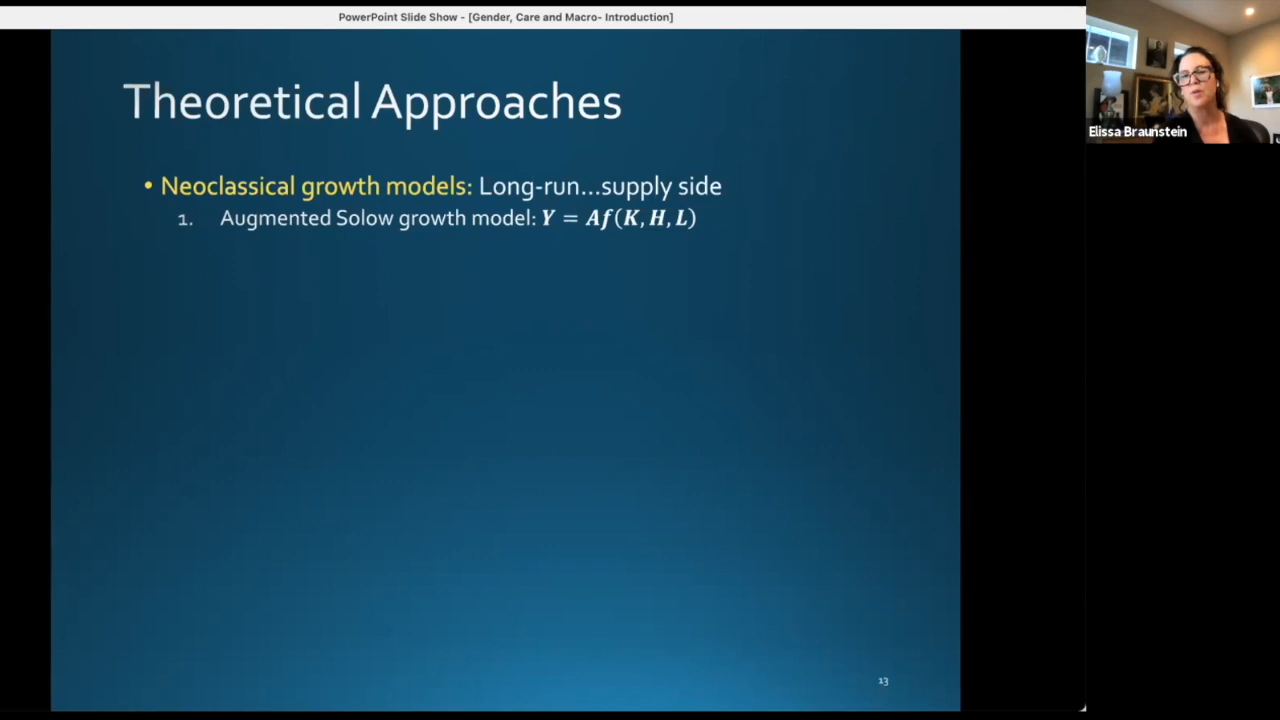 PowerPoint Slide Show - [Gender, Care and Macro- Introduction]
Theoretical Approaches
• Neoclassical growth models: Long-run...supply side
1. Augmented Solow growth model: Y = Af(K, H, L)
Elissa Braunstein
13